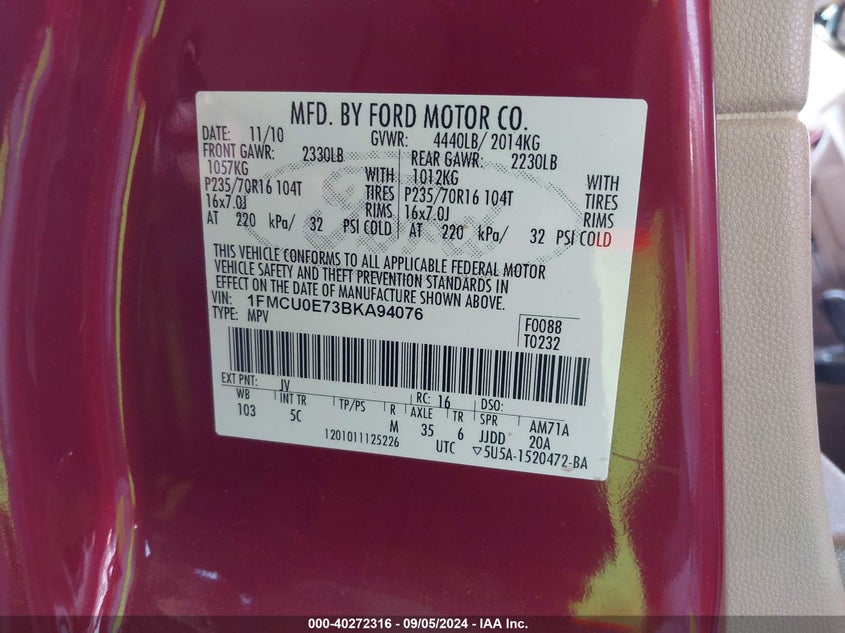 MFD. BY FORD MOTOR CO.
DATE: 11/10 GVWR: 4440LB/ 2014KG
FRONT GAWR: 2330LB REAR GAWR: 2230LB
1057KG WITH 1012KG WITH
P235/70R16 104T TIRES P235/70R16 104T TIRES
16x7.0J RIMS 16x7.0J RIMS
AT 220 kPa/ 32 PSI COLD AT 220 kPa/ 32 PSI COLD
THIS VEHICLE CONFORMS TO ALL APPLICABLE FEDERAL MOTOR
VEHICLE SAFETY AND THEFT PREVENTION STANDARDS IN
EFFECT ON THE DATE OF MANUFACTURE SHOWN ABOVE.
VIN: 1FMCU0E73BKA94076
TYPE: MPV
F0088
T0232
EXT PNT: JV RC: 16 DSO:
WB INT TR TP/PS R AXLE TR SPR AM71A
103 5C M 35 6 JJDD 20A
1201011125226 UTC ▽5U5A-1520472-BA
Ford
000-40272316 - 09/05/2024 - IAA Inc.